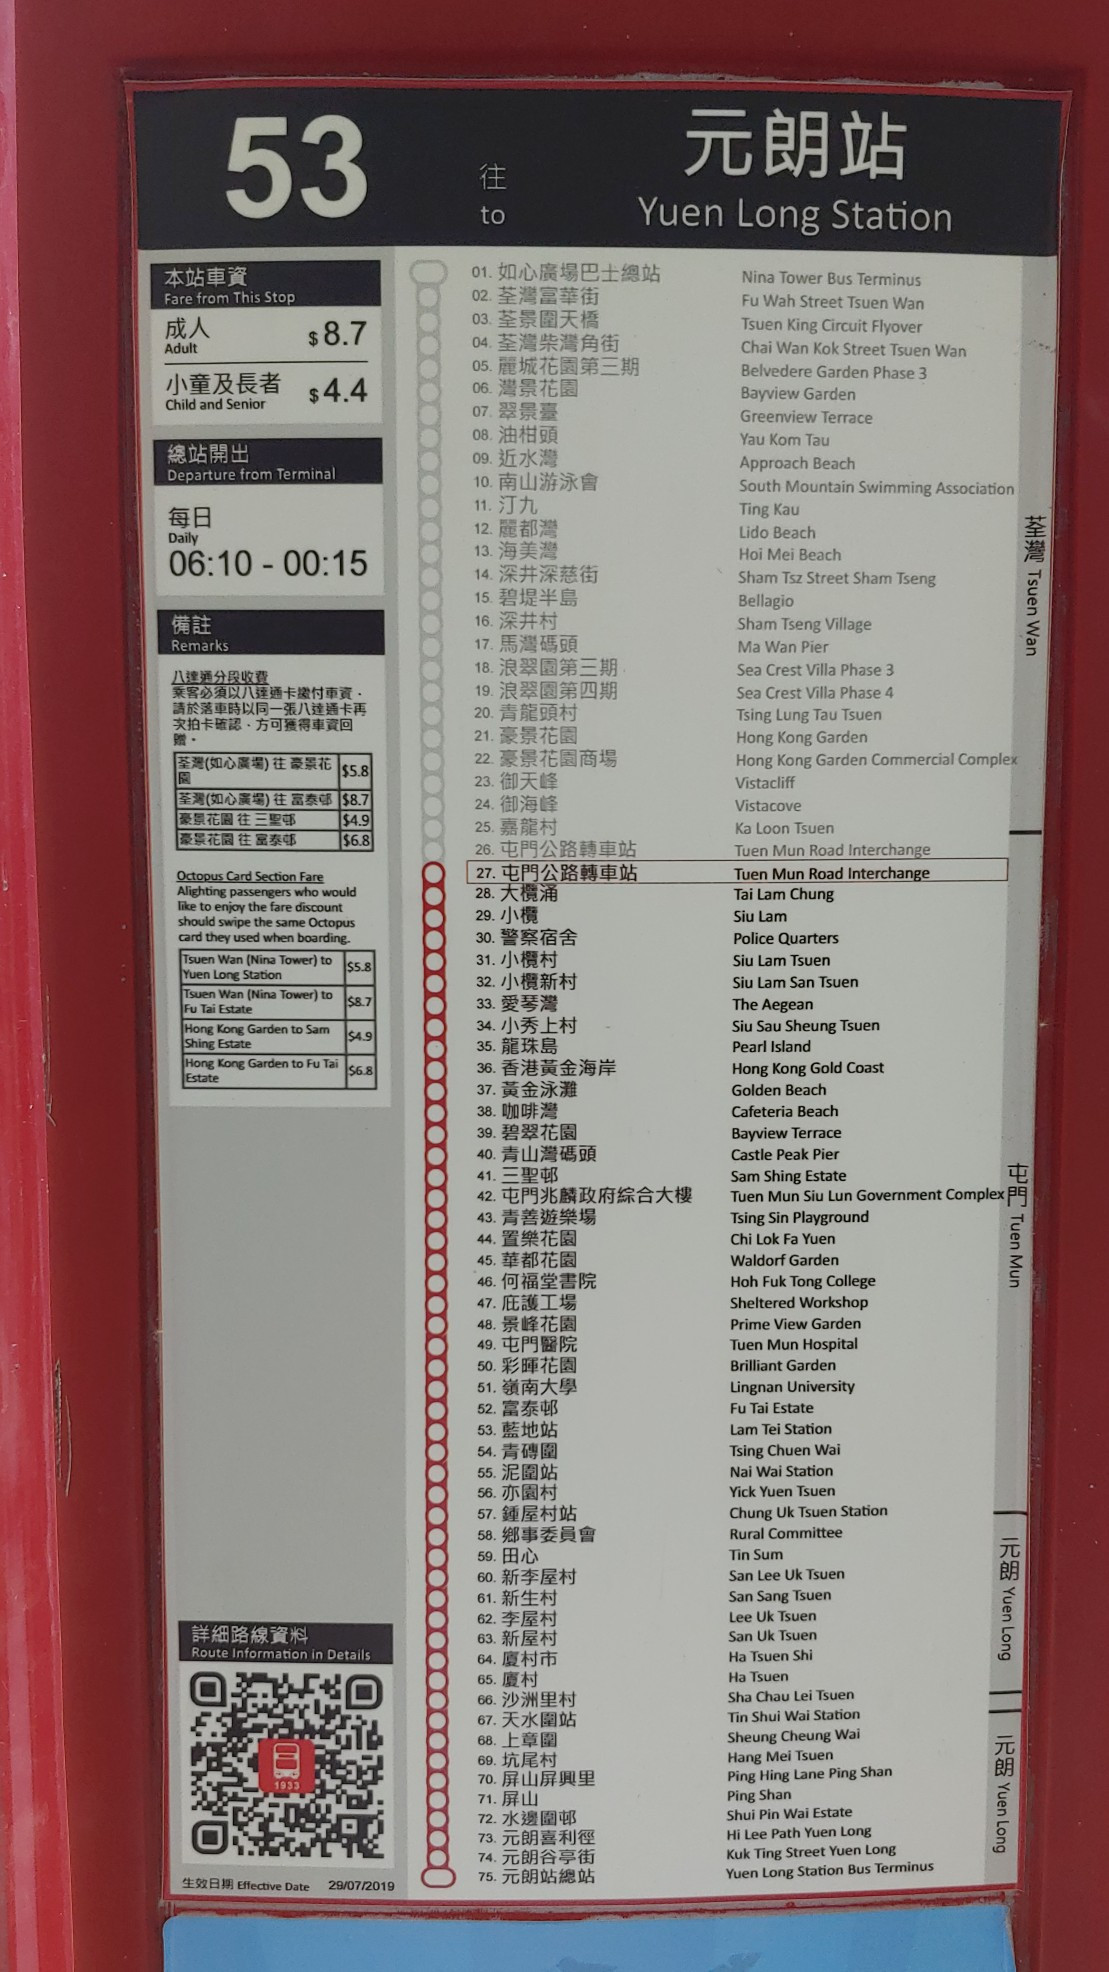 53
往
to
元朗站
Yuen Long Station
本站車資
Fare from This Stop
成人
Adult
$8.7
小童及長者
Child and Senior
$4.4
總站開出
Departure from Terminal
每日
Daily
06:10 - 00:15
備註
Remarks
八達通分段收費
乘客必須以八達通卡繳付車資，
請於落車時以同一張八達通卡再
次拍卡確認，方可獲得車資回
贈。
荃灣(如心廣場) 往 豪景花
園 $5.8
荃灣(如心廣場) 往 富泰邨 $8.7
豪景花園 往 三聖邨 $4.9
豪景花園 往 富泰邨 $6.8
Octopus Card Section Fare
Alighting passengers who would
like to enjoy the fare discount
should swipe the same Octopus
card they used when boarding.
Tsuen Wan (Nina Tower) to
Yuen Long Station $5.8
Tsuen Wan (Nina Tower) to
Fu Tai Estate $8.7
Hong Kong Garden to Sam
Shing Estate $4.9
Hong Kong Garden to Fu Tai
Estate $6.8
詳細路線資料
Route Information in Details
1933
生效日期 Effective Date 29/07/2019
01. 如心廣場巴士總站 Nina Tower Bus Terminus
02. 荃灣富華街 Fu Wah Street Tsuen Wan
03. 荃景圍天橋 Tsuen King Circuit Flyover
04. 荃灣柴灣角街 Chai Wan Kok Street Tsuen Wan
05. 麗城花園第三期 Belvedere Garden Phase 3
06. 灣景花園 Bayview Garden
07. 翠景臺 Greenview Terrace
08. 油柑頭 Yau Kom Tau
09. 近水灣 Approach Beach
10. 南山游泳會 South Mountain Swimming Association
11. 汀九 Ting Kau
12. 麗都灣 Lido Beach
13. 海美灣 Hoi Mei Beach
14. 深井深慈街 Sham Tsz Street Sham Tseng
15. 碧堤半島 Bellagio
16. 深井村 Sham Tseng Village
17. 馬灣碼頭 Ma Wan Pier
18. 浪翠園第三期 Sea Crest Villa Phase 3
19. 浪翠園第四期 Sea Crest Villa Phase 4
20. 青龍頭村 Tsing Lung Tau Tsuen
21. 豪景花園 Hong Kong Garden
22. 豪景花園商場 Hong Kong Garden Commercial Complex
23. 御天峰 Vistacliff
24. 御海峰 Vistacove
25. 嘉龍村 Ka Loon Tsuen
26. 屯門公路轉車站 Tuen Mun Road Interchange
27. 屯門公路轉車站 Tuen Mun Road Interchange
28. 大欖涌 Tai Lam Chung
29. 小欖 Siu Lam
30. 警察宿舍 Police Quarters
31. 小欖村 Siu Lam Tsuen
32. 小欖新村 Siu Lam San Tsuen
33. 愛琴灣 The Aegean
34. 小秀上村 Siu Sau Sheung Tsuen
35. 龍珠島 Pearl Island
36. 香港黃金海岸 Hong Kong Gold Coast
37. 黃金泳灘 Golden Beach
38. 咖啡灣 Cafeteria Beach
39. 碧翠花園 Bayview Terrace
40. 青山灣碼頭 Castle Peak Pier
41. 三聖邨 Sam Shing Estate
42. 屯門兆麟政府綜合大樓 Tuen Mun Siu Lun Government Complex
43. 青善遊樂場 Tsing Sin Playground
44. 置樂花園 Chi Lok Fa Yuen
45. 華都花園 Waldorf Garden
46. 何福堂書院 Hoh Fuk Tong College
47. 庇護工場 Sheltered Workshop
48. 景峰花園 Prime View Garden
49. 屯門醫院 Tuen Mun Hospital
50. 彩暉花園 Brilliant Garden
51. 嶺南大學 Lingnan University
52. 富泰邨 Fu Tai Estate
53. 藍地站 Lam Tei Station
54. 青磚圍 Tsing Chuen Wai
55. 泥圍站 Nai Wai Station
56. 亦園村 Yick Yuen Tsuen
57. 鍾屋村站 Chung Uk Tsuen Station
58. 鄉事委員會 Rural Committee
59. 田心 Tin Sum
60. 新李屋村 San Lee Uk Tsuen
61. 新生村 San Sang Tsuen
62. 李屋村 Lee Uk Tsuen
63. 新屋村 San Uk Tsuen
64. 廈村市 Ha Tsuen Shi
65. 廈村 Ha Tsuen
66. 沙洲里村 Sha Chau Lei Tsuen
67. 天水圍站 Tin Shui Wai Station
68. 上章圍 Sheung Cheung Wai
69. 坑尾村 Hang Mei Tsuen
70. 屏山屏興里 Ping Hing Lane Ping Shan
71. 屏山 Ping Shan
72. 水邊圍邨 Shui Pin Wai Estate
73. 元朗喜利徑 Hi Lee Path Yuen Long
74. 元朗谷亭街 Kuk Ting Street Yuen Long
75. 元朗站總站 Yuen Long Station Bus Terminus
荃灣 Tsuen Wan
屯門 Tuen Mun
元朗 Yuen Long
元朗 Yuen Long